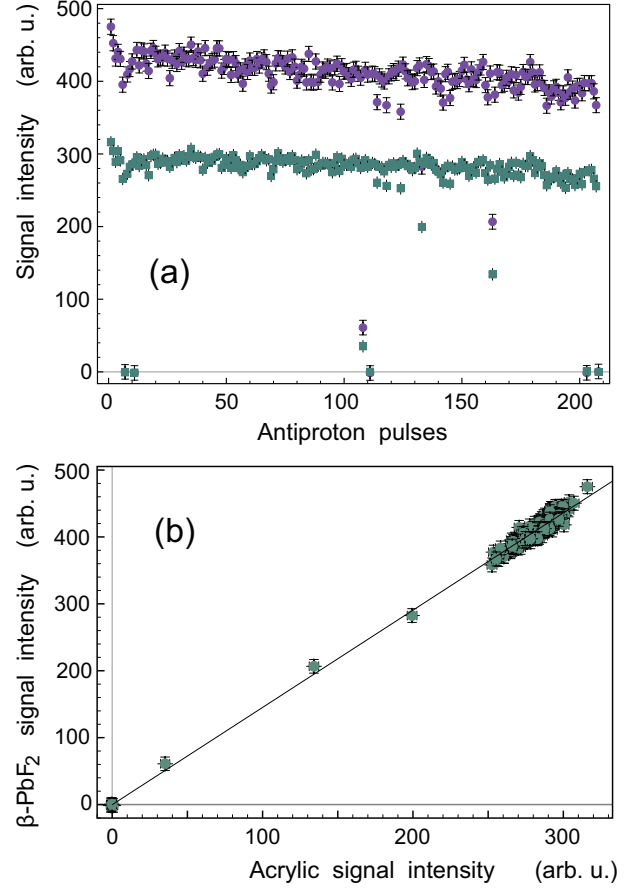 500
400
300
200
100
0
Signal intensity (arb. u.)
(a)
0 50 100 150 200
Antiproton pulses
500
400
300
200
100
0
β-PbF₂ signal intensity (arb. u.)
(b)
0 100 200 300
Acrylic signal intensity (arb. u.)